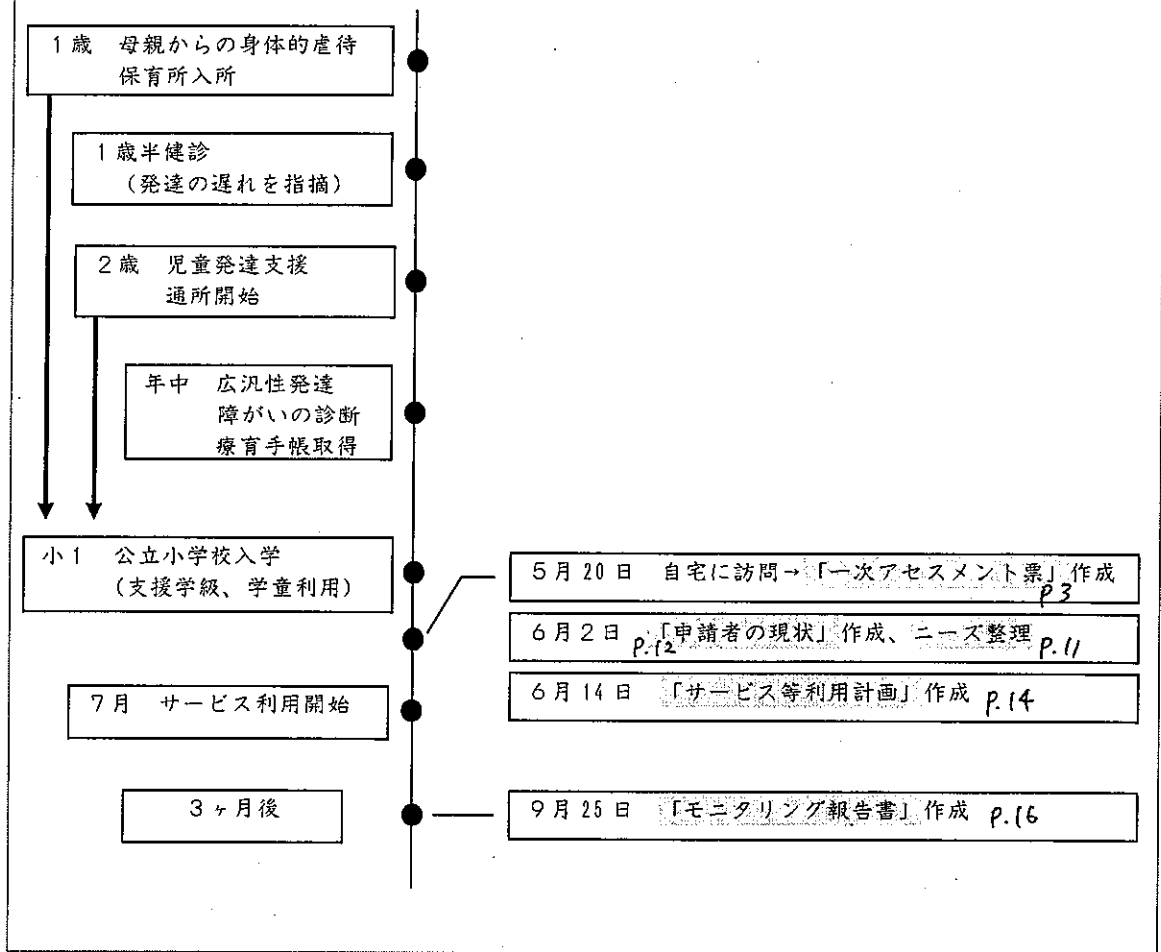 1歳 母親からの身体的虐待
保育所入所
1歳半健診
(発達の遅れを指摘)
2歳 児童発達支援
通所開始
年中 広汎性発達
障がいの診断
療育手帳取得
小1 公立小学校入学
(支援学級、学童利用)
5月20日 自宅に訪問→「一次アセスメント票」作成
P3
6月2日 「申請者の現状」作成、ニーズ整理
P.12 P.11
7月 サービス利用開始
6月14日 「サービス等利用計画」作成 P.14
3ヶ月後
9月25日 「モニタリング報告書」作成 P.16